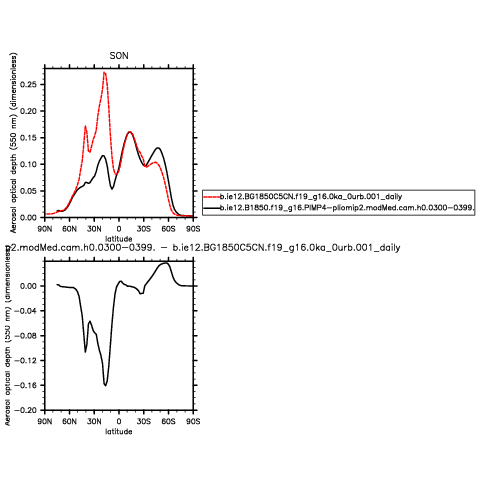 SON
Aerosol optical depth (550 nm) (dimensionless)
0.25
0.20
0.15
0.10
0.05
0.00
90N 60N 30N 0 30S 60S 90S
latitude
b.ie12.BG1850C5CN.f19_g16.0ka_0urb.001_daily
b.ie12.B1850.f19_g16.PIMP4-pliomip2.modMed.cam.h0.0300-0399.
p2.modMed.cam.h0.0300-0399. - b.ie12.BG1850C5CN.f19_g16.0ka_0urb.001_daily
Aerosol optical depth (550 nm) (dimensionless)
0.00
-0.04
-0.08
-0.12
-0.16
-0.20
90N 60N 30N 0 30S 60S 90S
latitude